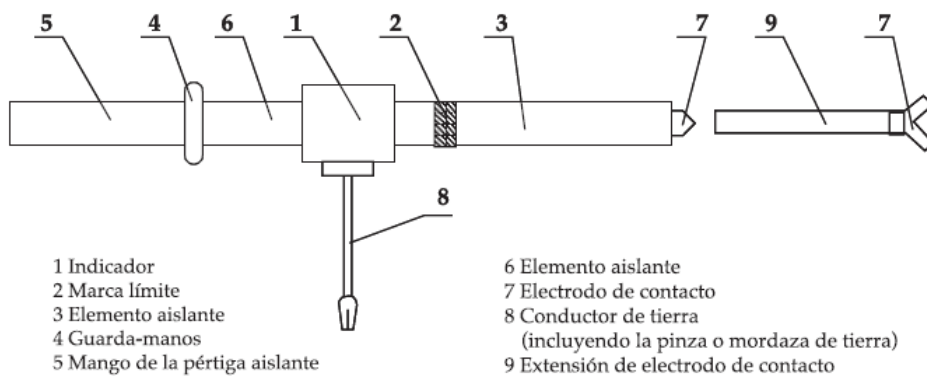 5 4 6 1 2 3 7 9 7
8
1 Indicador
2 Marca límite
3 Elemento aislante
4 Guarda-manos
5 Mango de la pértiga aislante
6 Elemento aislante
7 Electrodo de contacto
8 Conductor de tierra
(incluyendo la pinza o mordaza de tierra)
9 Extensión de electrodo de contacto